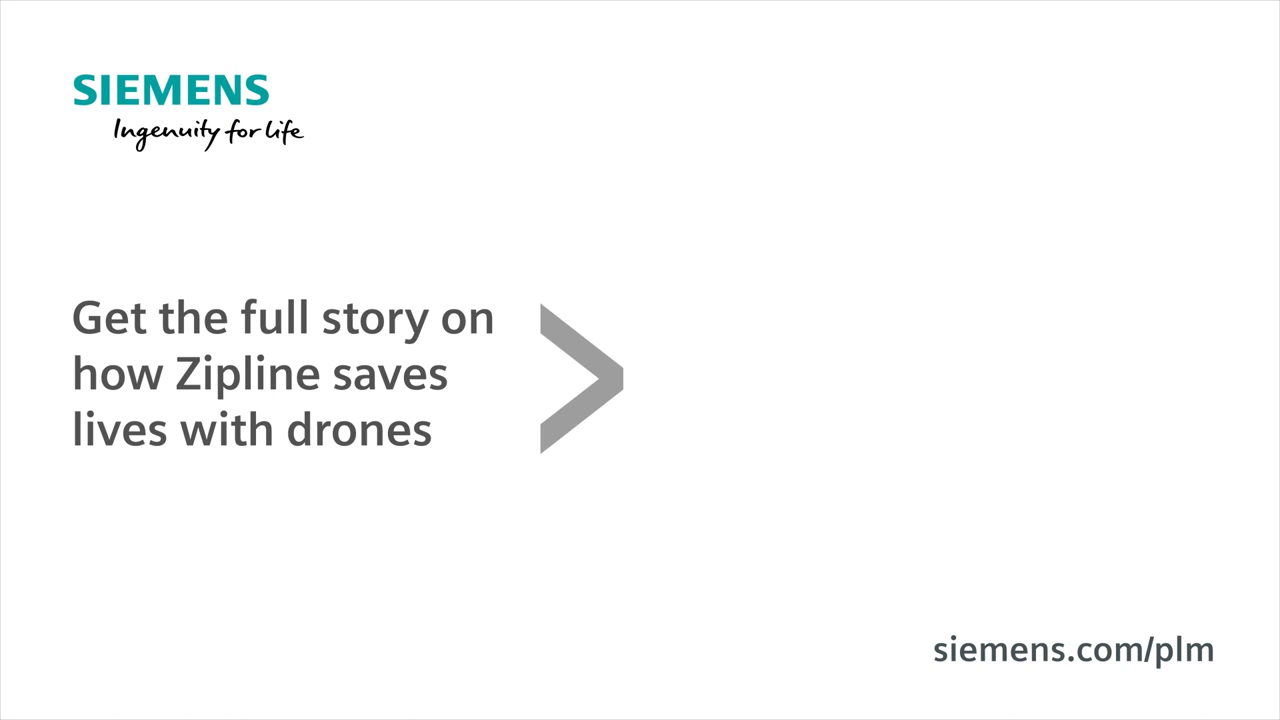 SIEMENS
Ingenuity for life
Get the full story on
how Zipline saves
lives with drones
siemens.com/plm